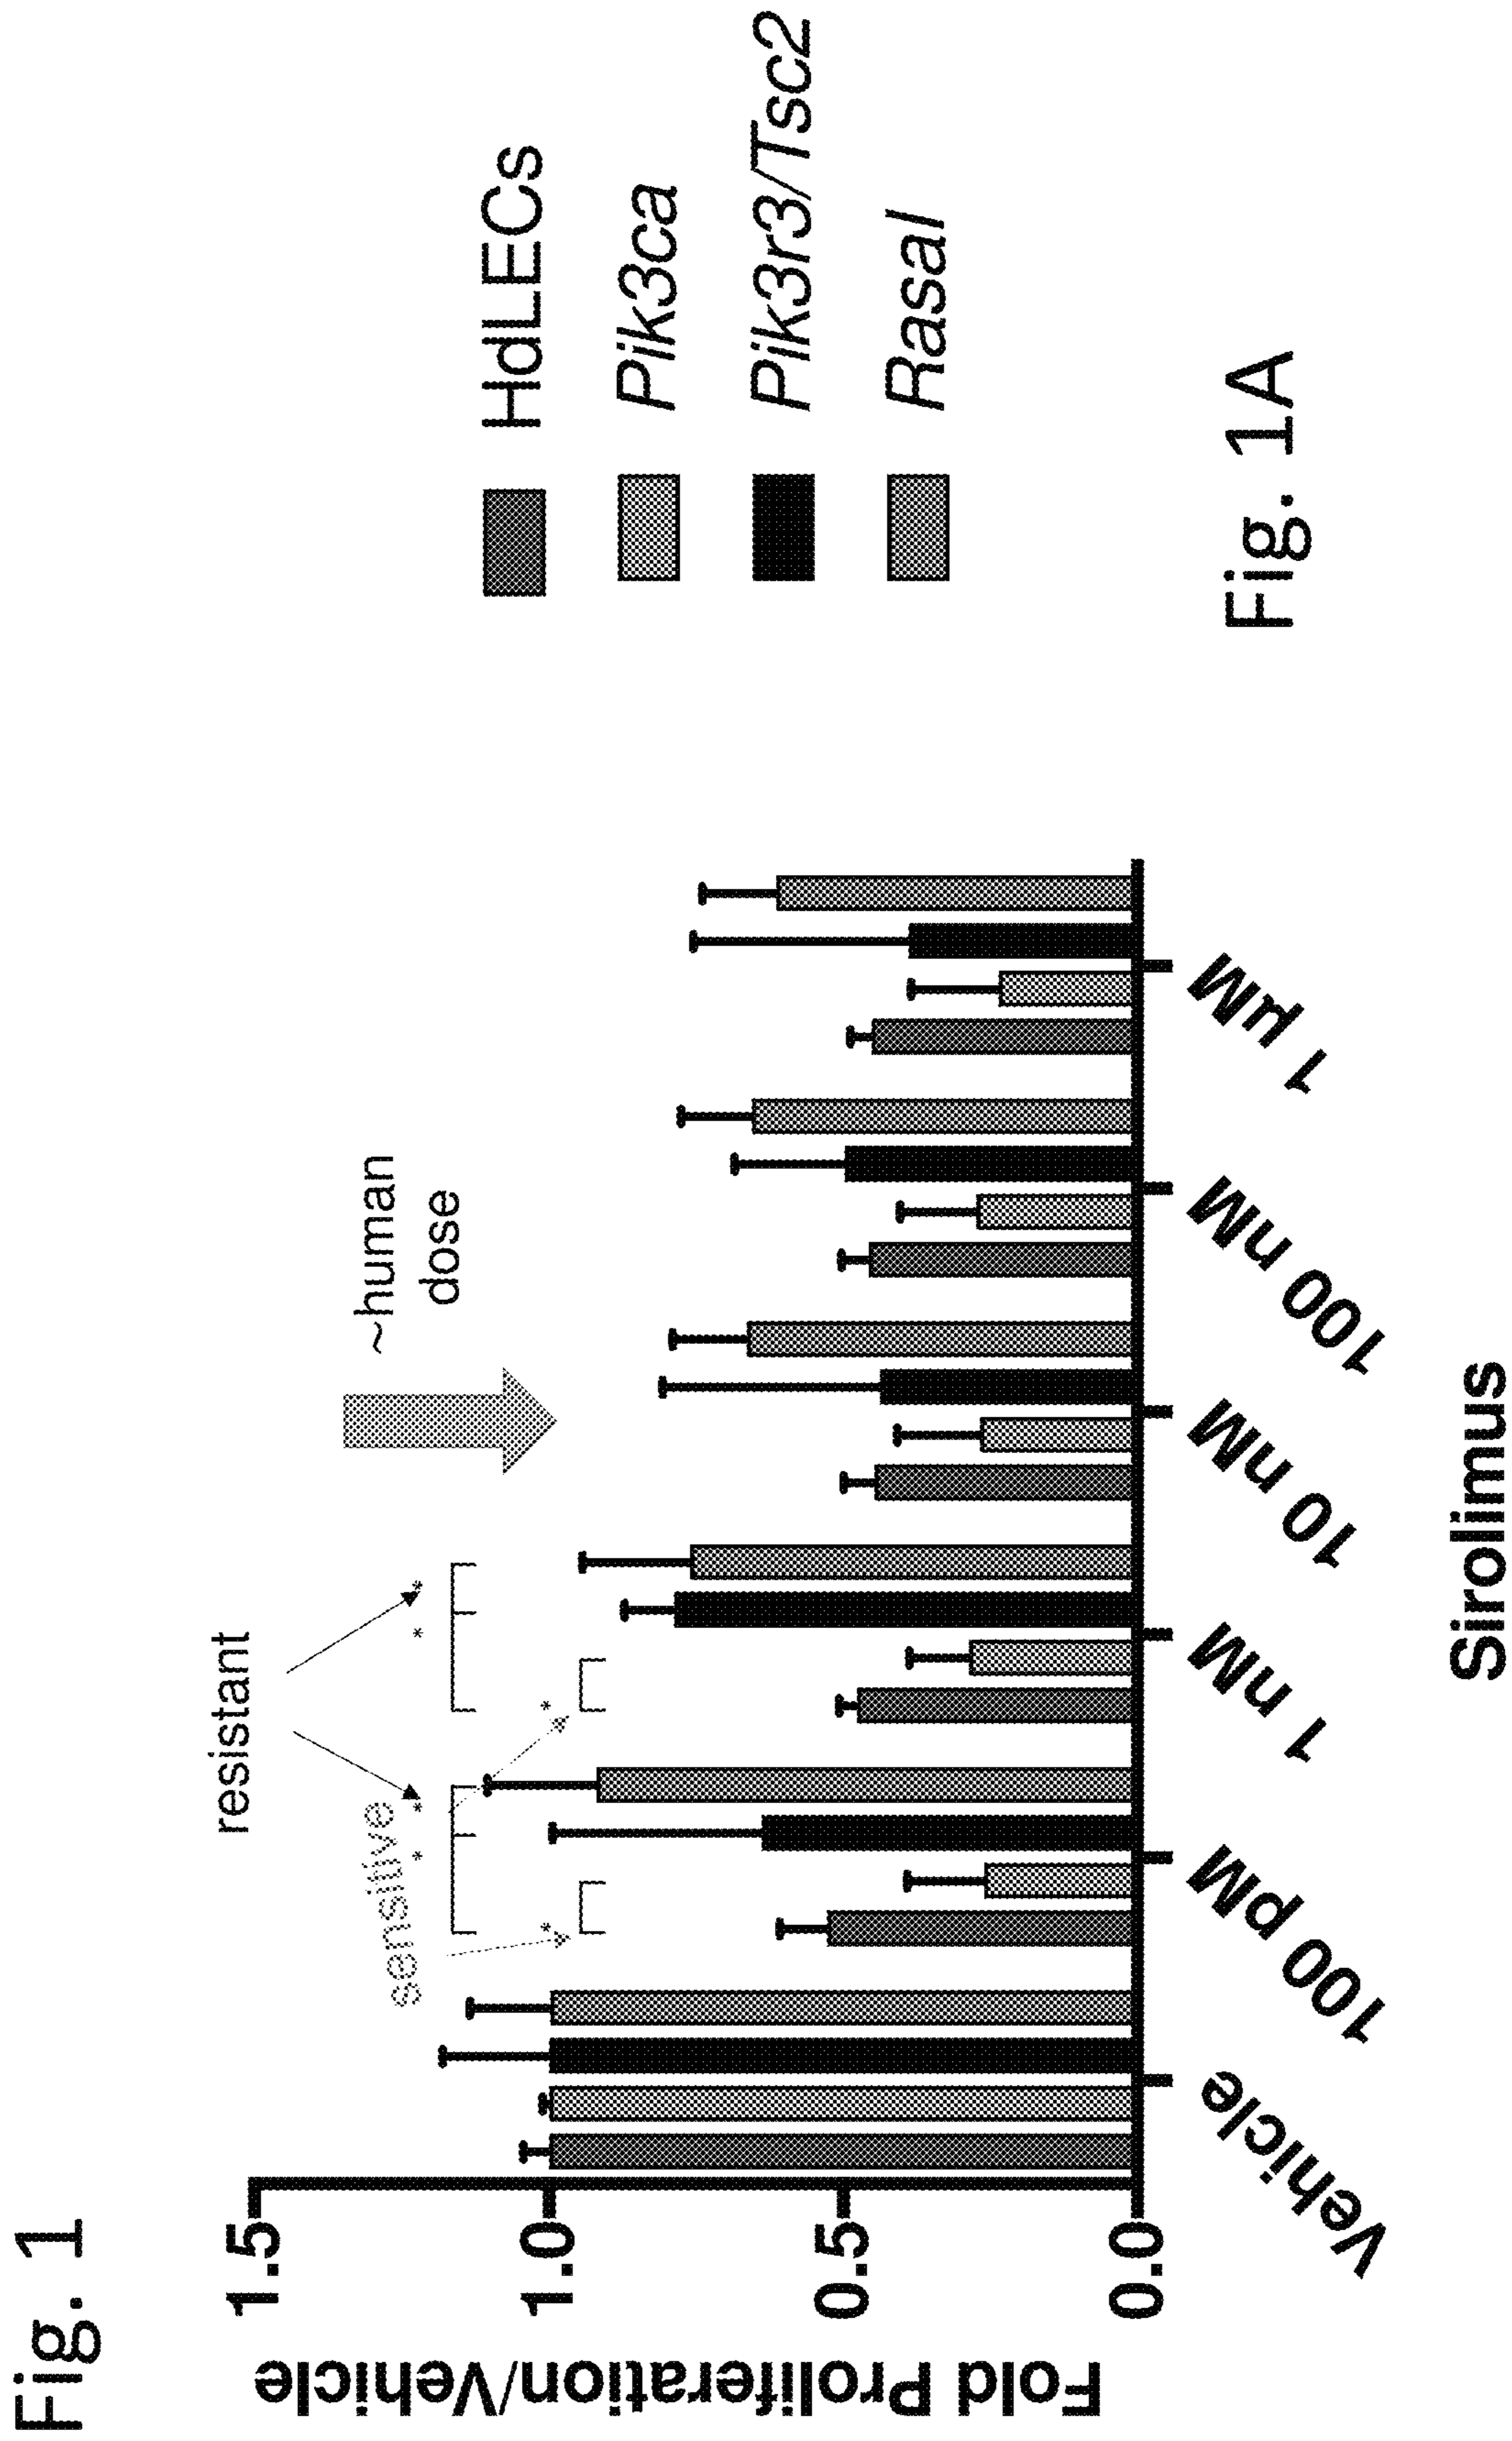 Fig. 1
resistant
sensitive
~human
dose
* * * *
* *
Fold Proliferation/Vehicle
1.5
1.0
0.5
0.0
Vehicle
100 pM
1 nM
10 nM
100 nM
1 µM
Sirolimus
HdLECs
Pik3ca
Pik3r3/Tsc2
Rasal
Fig. 1A